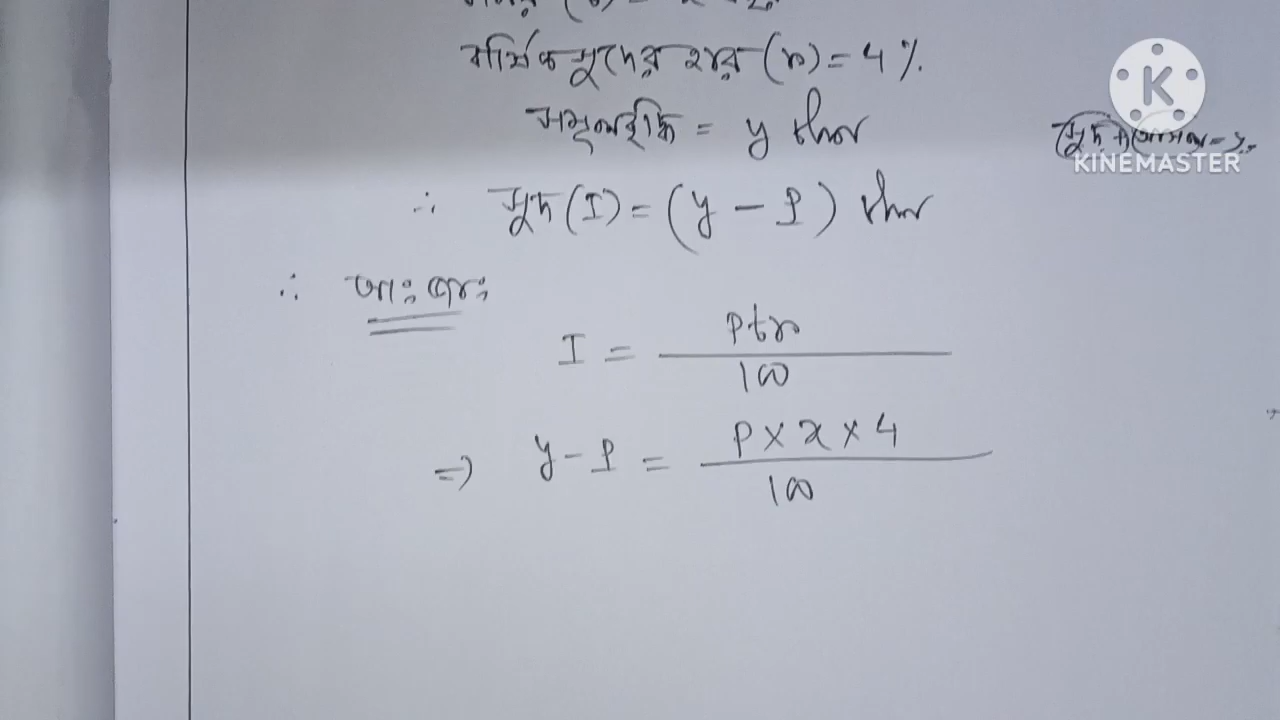 বার্ষিক সুদের হার (r) = 4 %.
সমূলবৃদ্ধি = y টাকা
∴ সুদ (I) = (y - P) টাকা
∴ আঃ প্রঃ
I = Ptr / 100
⇒ y - P = P × x × 4 / 100
K
KINEMASTER